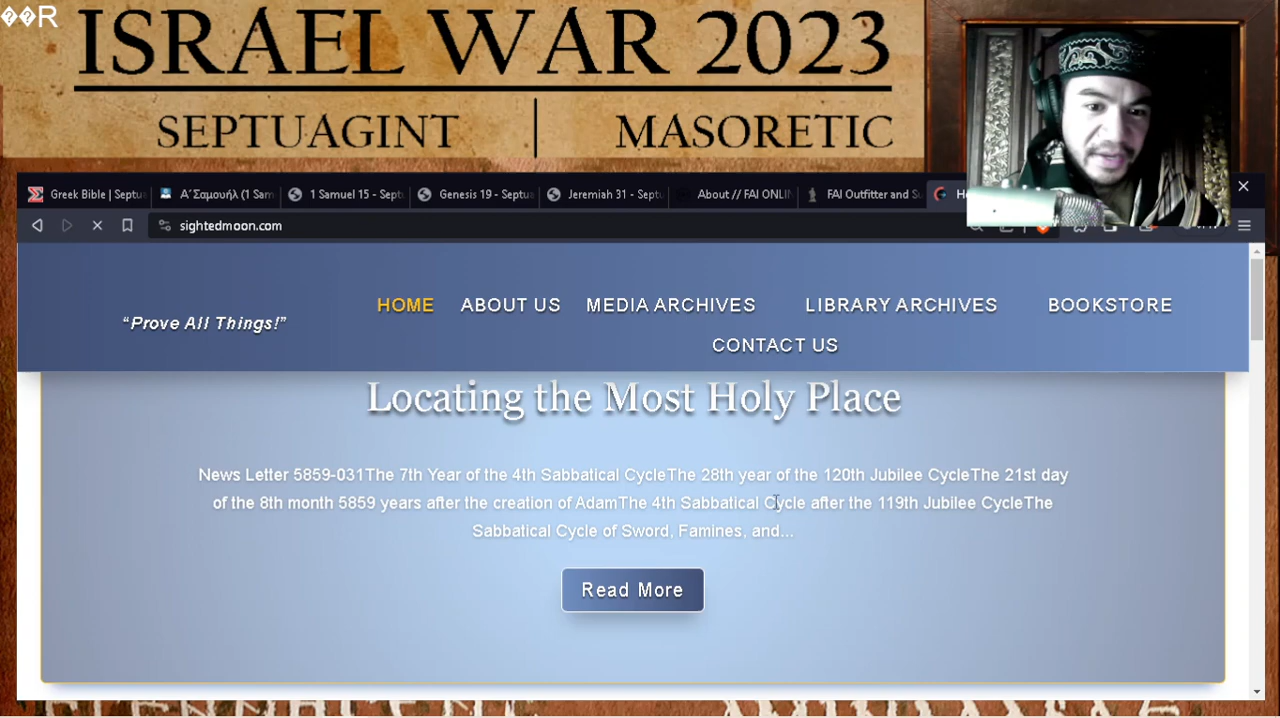 R
ISRAEL WAR 2023
SEPTUAGINT | MASORETIC
Greek Bible | Septu
Α΄ Σαμουήλ (1 Sam
1 Samuel 15 - Sept
Genesis 19 - Septua
Jeremiah 31 - Septu
About // FAI ONLIN
FAI Outfitter and Su
sightedmoon.com
"Prove All Things!"
HOME
ABOUT US
MEDIA ARCHIVES
LIBRARY ARCHIVES
BOOKSTORE
CONTACT US
Locating the Most Holy Place
News Letter 5859-031The 7th Year of the 4th Sabbatical CycleThe 28th year of the 120th Jubilee CycleThe 21st day
of the 8th month 5859 years after the creation of AdamThe 4th Sabbatical Cycle after the 119th Jubilee CycleThe
Sabbatical Cycle of Sword, Famines, and...
Read More